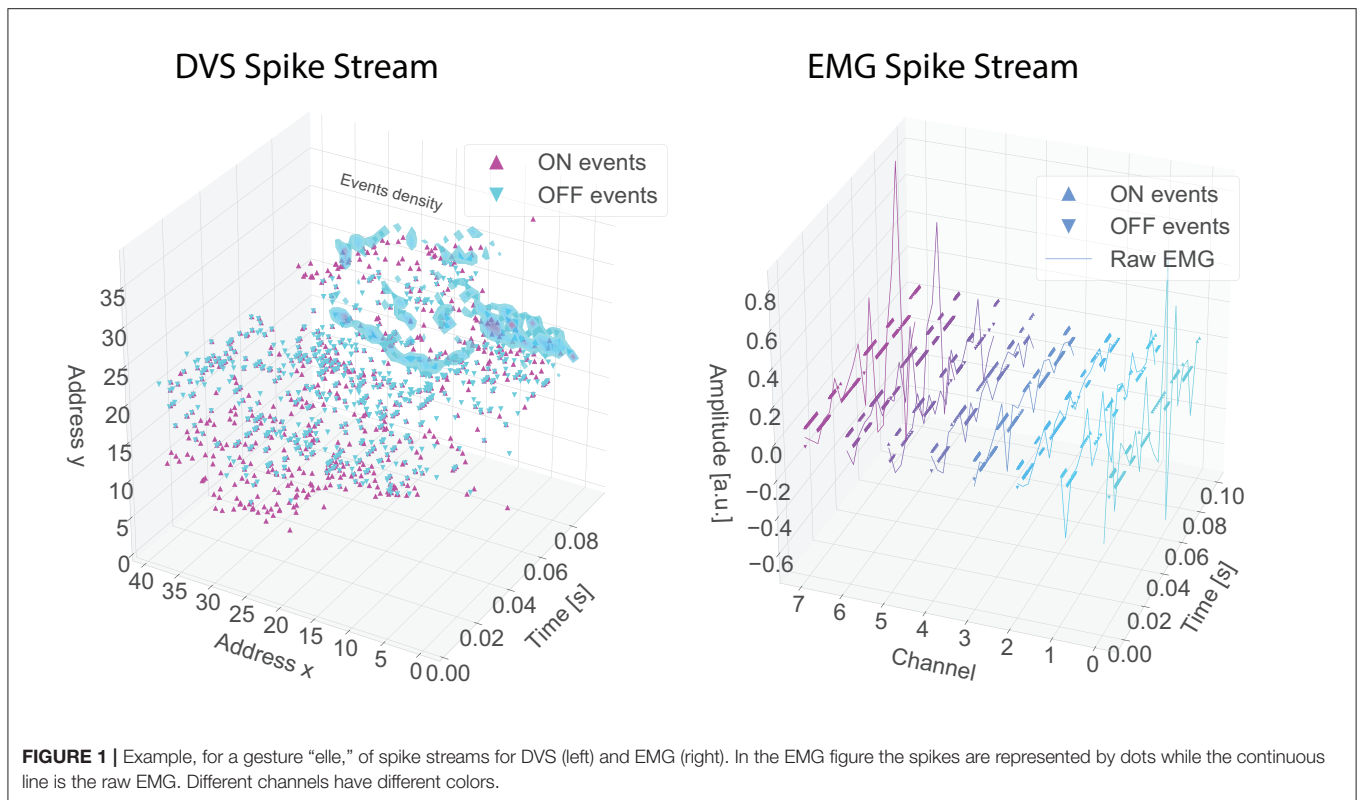 DVS Spike Stream
EMG Spike Stream
Events density
ON events
OFF events
Address y
35
30
25
20
15
10
5
0
40
35
30
25
20
15
10
5
0
Address x
0.00
0.02
0.04
0.06
0.08
Time [s]
ON events
OFF events
Raw EMG
Amplitude [a.u.]
0.8
0.6
0.4
0.2
0.0
−0.2
−0.4
−0.6
7
6
5
4
3
2
1
0
Channel
0.00
0.02
0.04
0.06
0.08
0.10
Time [s]
FIGURE 1 | Example, for a gesture “elle,” of spike streams for DVS (left) and EMG (right). In the EMG figure the spikes are represented by dots while the continuous
line is the raw EMG. Different channels have different colors.